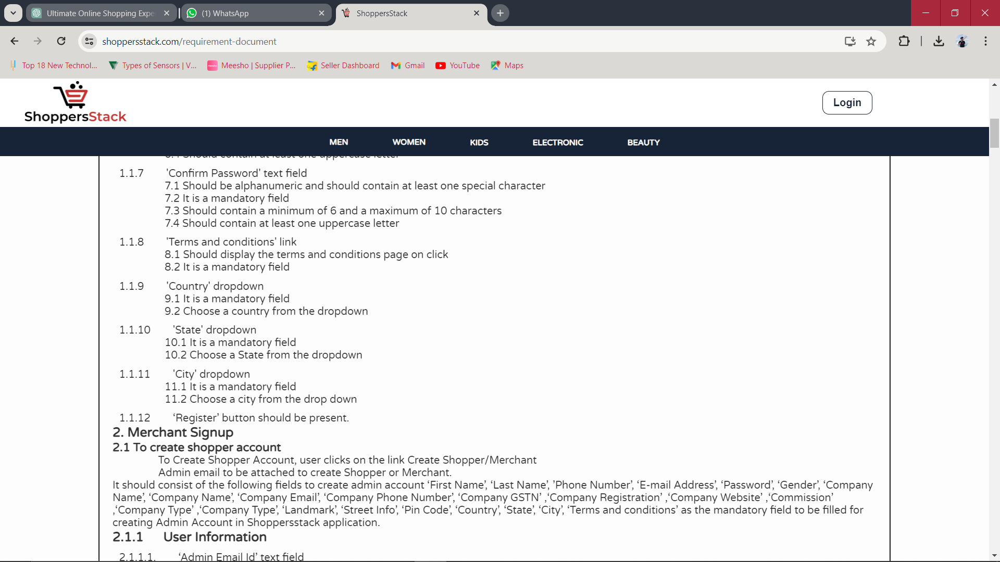 Ultimate Online Shopping Expe
(1) WhatsApp
ShoppersStack
shoppersstack.com/requirement-document
Top 18 New Technol...
Types of Sensors | V...
Meesho | Supplier P...
Seller Dashboard
Gmail
YouTube
Maps
ShoppersStack
Login
MEN
WOMEN
KIDS
ELECTRONIC
BEAUTY
6.4 Should contain at least one uppercase letter
1.1.7 'Confirm Password' text field
7.1 Should be alphanumeric and should contain at least one special character
7.2 It is a mandatory field
7.3 Should contain a minimum of 6 and a maximum of 10 characters
7.4 Should contain at least one uppercase letter
1.1.8 'Terms and conditions' link
8.1 Should display the terms and conditions page on click
8.2 It is a mandatory field
1.1.9 'Country' dropdown
9.1 It is a mandatory field
9.2 Choose a country from the dropdown
1.1.10 'State' dropdown
10.1 It is a mandatory field
10.2 Choose a State from the dropdown
1.1.11 'City' dropdown
11.1 It is a mandatory field
11.2 Choose a city from the drop down
1.1.12 ‘Register’ button should be present.
2. Merchant Signup
2.1 To create shopper account
To Create Shopper Account, user clicks on the link Create Shopper/Merchant
Admin email to be attached to create Shopper or Merchant.
It should consist of the following fields to create admin account ‘First Name’, ‘Last Name’, ’Phone Number’, ‘E-mail Address’, ‘Password’, ‘Gender’, ‘Company
Name’, ‘Company Name’, ‘Company Email’, ‘Company Phone Number’, ‘Company GSTN’ ,‘Company Registration’ ,‘Company Website’ ,‘Commission’
,‘Company Type’ ,‘Company Type’, ‘Landmark’, ‘Street Info’, ‘Pin Code’, ‘Country’, ‘State’, ‘City’, ‘Terms and conditions’ as the mandatory field to be filled for
creating Admin Account in Shoppersstack application.
2.1.1 User Information
2.1.1.1. ‘Admin Email Id’ text field